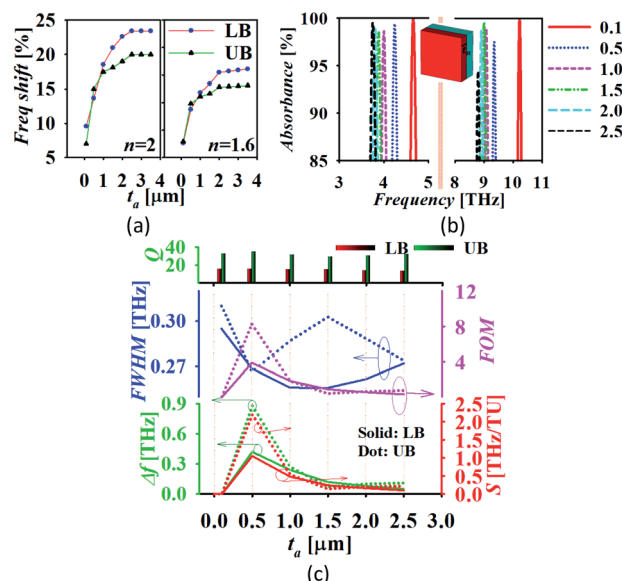 Freq shift [%]
25
20
15
10
5
LB
UB
n=2
n=1.6
0 1 2 3 4 0 1 2 3 4
t_a [μm]
(a)
Absorbance [%]
100
95
90
85
3 4 5 8 9 10 11
Frequency [THz]
0.1
0.5
1.0
1.5
2.0
2.5
(b)
Q
40
20
LB UB
FWHM [THz]
0.30
0.27
12
8
4
FOM
Δf [THz]
0.9
0.6
0.3
0.0
2.5
2.0
1.5
1.0
0.5
0.0
S [THz/TU]
Solid: LB
Dot: UB
0.0 0.5 1.0 1.5 2.0 2.5 3.0
t_a [μm]
(c)